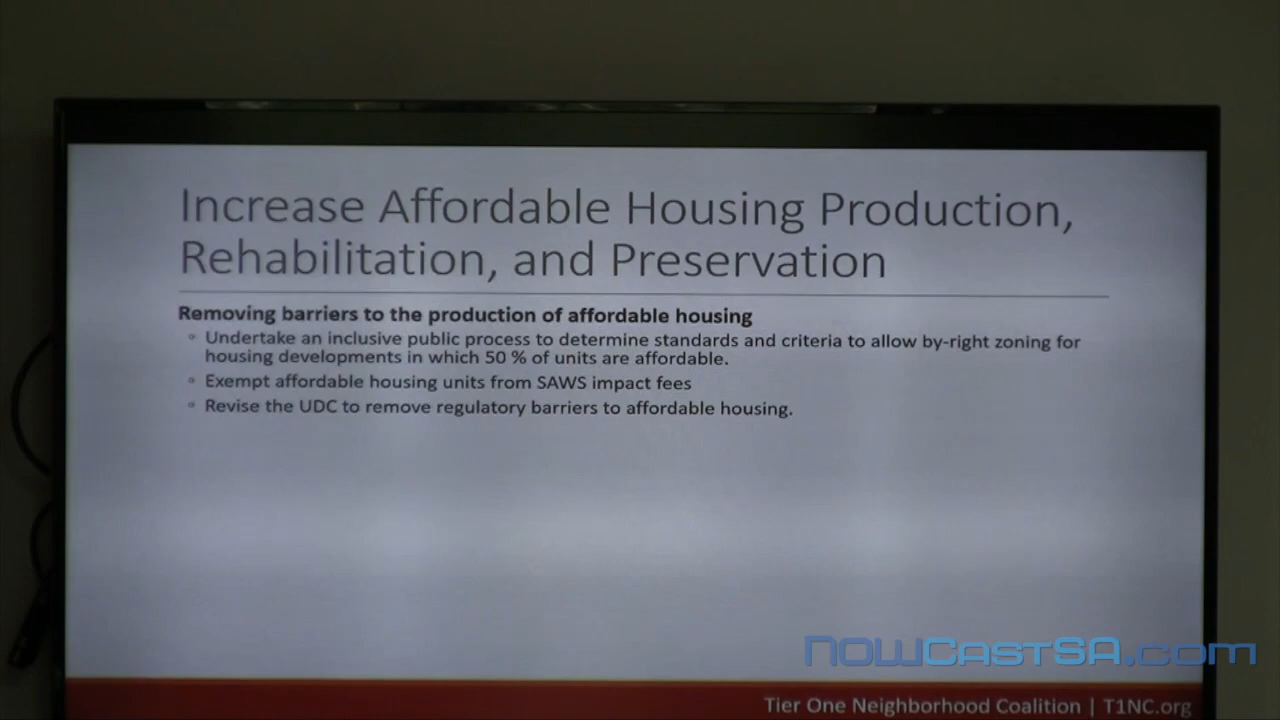 Increase Affordable Housing Production,
Rehabilitation, and Preservation
Removing barriers to the production of affordable housing
Undertake an inclusive public process to determine standards and criteria to allow by-right zoning for
housing developments in which 50 % of units are affordable.
Exempt affordable housing units from SAWS impact fees
Revise the UDC to remove regulatory barriers to affordable housing.
NOWCASTSA.com
Tier One Neighborhood Coalition | T1NC.org